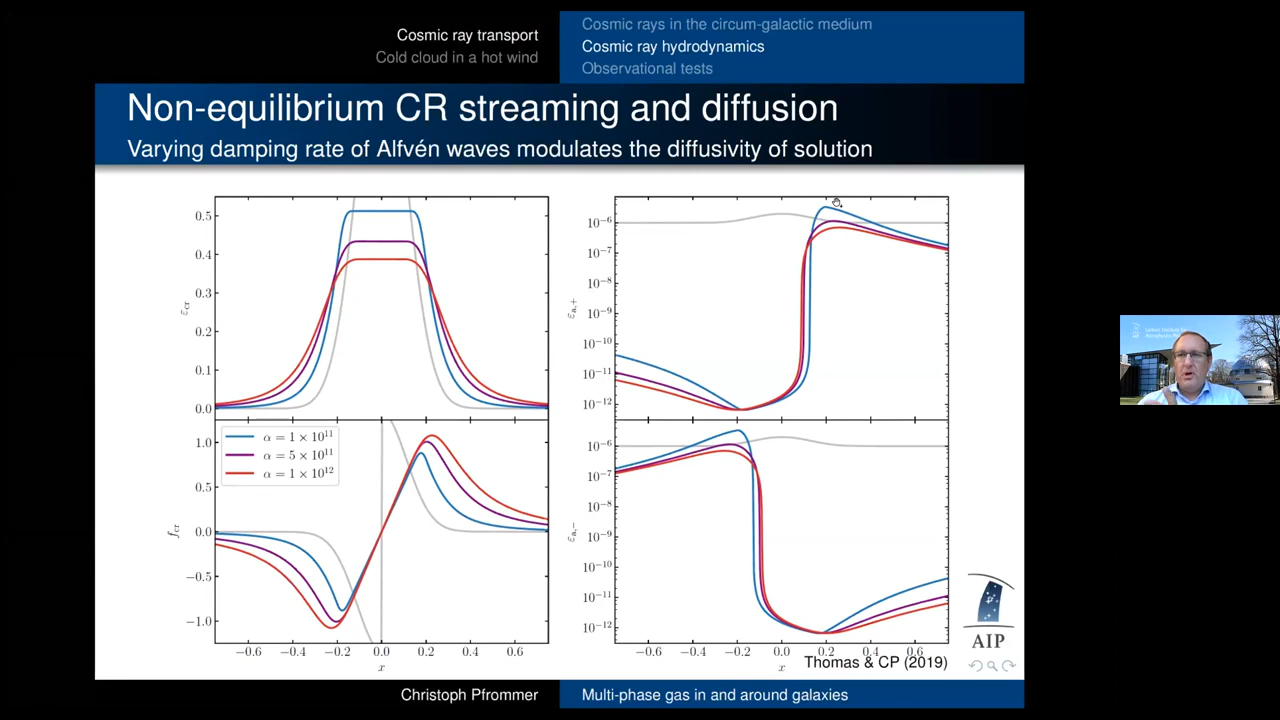 Cosmic ray transport
Cold cloud in a hot wind
Cosmic rays in the circum-galactic medium
Cosmic ray hydrodynamics
Observational tests
Non-equilibrium CR streaming and diffusion
Varying damping rate of Alfvén waves modulates the diffusivity of solution
0.5
0.4
0.3
0.2
0.1
0.0
εcr
1.0
0.5
0.0
−0.5
−1.0
fcr
α = 1 × 10¹¹
α = 5 × 10¹¹
α = 1 × 10¹²
−0.6 −0.4 −0.2 0.0 0.2 0.4 0.6
x
10⁻⁶
10⁻⁷
10⁻⁸
10⁻⁹
10⁻¹⁰
10⁻¹¹
10⁻¹²
εa,+
10⁻⁶
10⁻⁷
10⁻⁸
10⁻⁹
10⁻¹⁰
10⁻¹¹
10⁻¹²
εa,−
−0.6 −0.4 −0.2 0.0 0.2 0.4 0.6
x
Thomas & CP (2019)
AIP
Christoph Pfrommer
Multi-phase gas in and around galaxies